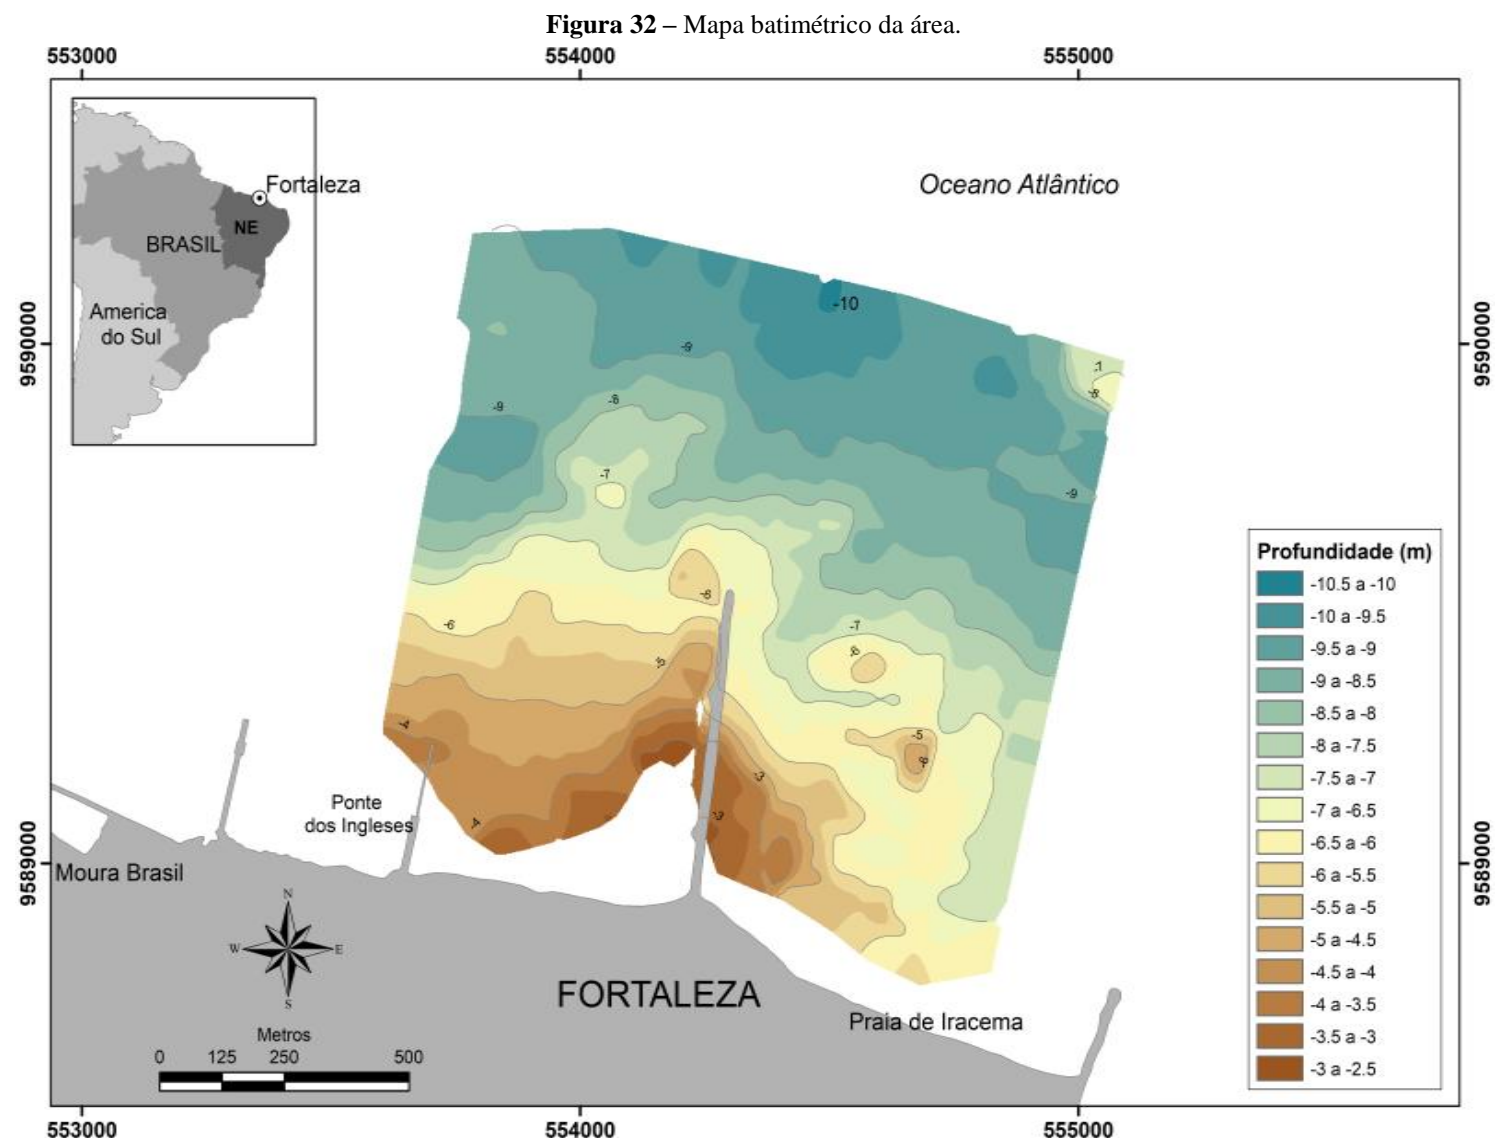 Figura 32 – Mapa batimétrico da área.
553000
554000
555000
Fortaleza
NE
BRASIL
America
do Sul
Oceano Atlântico
9590000
9590000
-10
-9
-1
-8
-9
-8
-7
-9
-6
-6
-7
-6
-5
-4
-5
-6
-3
-3
-4
Profundidade (m)
-10.5 a -10
-10 a -9.5
-9.5 a -9
-9 a -8.5
-8.5 a -8
-8 a -7.5
-7.5 a -7
-7 a -6.5
-6.5 a -6
-6 a -5.5
-5.5 a -5
-5 a -4.5
-4.5 a -4
-4 a -3.5
-3.5 a -3
-3 a -2.5
Ponte
dos Ingleses
Moura Brasil
9589000
9589000
N
W
E
S
FORTALEZA
Praia de Iracema
Metros
0 125 250 500
553000
554000
555000